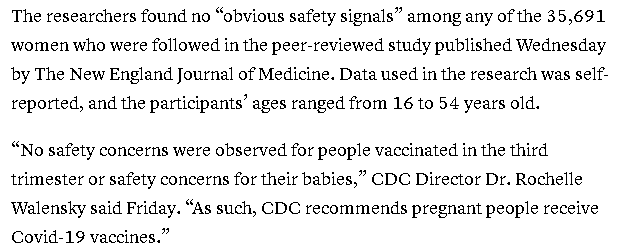 The researchers found no “obvious safety signals” among any of the 35,691
women who were followed in the peer-reviewed study published Wednesday
by The New England Journal of Medicine. Data used in the research was self-
reported, and the participants’ ages ranged from 16 to 54 years old.
“No safety concerns were observed for people vaccinated in the third
trimester or safety concerns for their babies,” CDC Director Dr. Rochelle
Walensky said Friday. “As such, CDC recommends pregnant people receive
Covid-19 vaccines.”